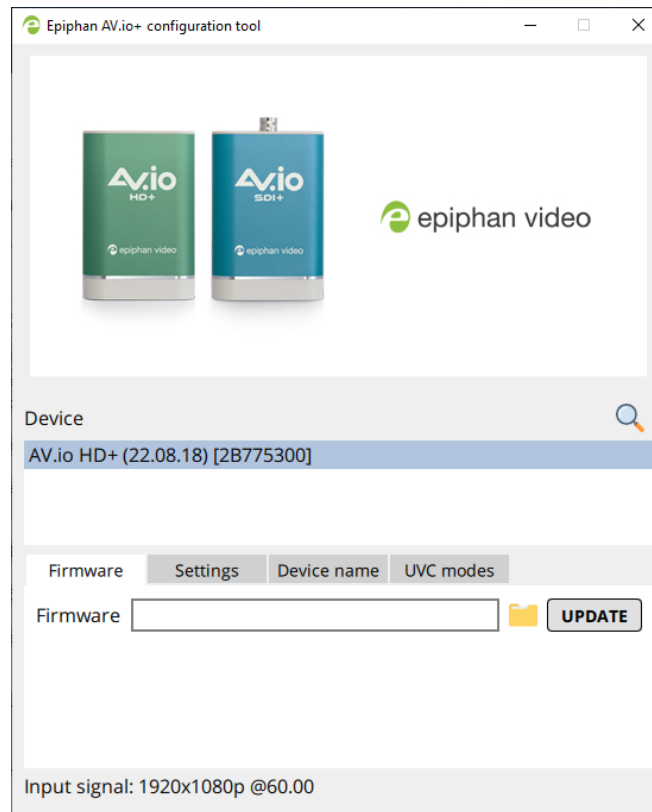 Epiphan AV.io+ configuration tool
AV.io
HD+
epiphan video
AV.io
SDI+
epiphan video
epiphan video
Device
AV.io HD+ (22.08.18) [2B775300]
Firmware Settings Device name UVC modes
Firmware UPDATE
Input signal: 1920x1080p @60.00